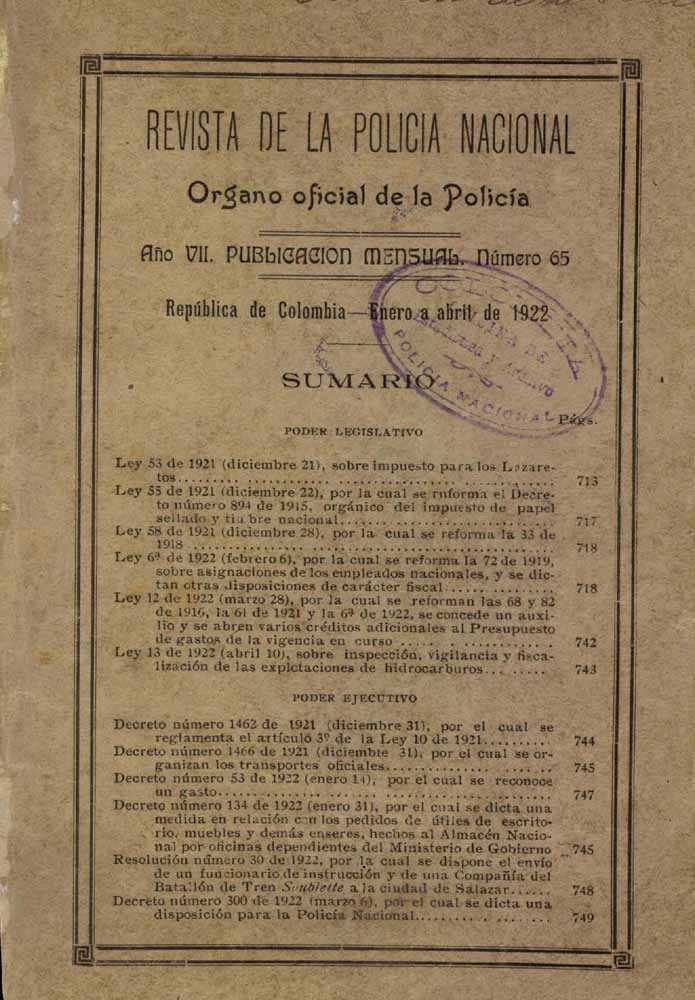 REVISTA DE LA POLICIA NACIONAL
Organo oficial de la Policía
Año VII. PUBLICACION MENSUAL. Número 65
República de Colombia—Enero a abril de 1922
COLOMBIA
POLICIA NACIONAL
SUMARIO
Págs.
PODER LEGISLATIVO
Ley 53 de 1921 (diciembre 21), sobre impuesto para los Lazare-
tos........ 713
Ley 55 de 1921 (diciembre 22), por la cual se rnforma el Decre-
to número 894 de 1915, orgánico del impuesto de papel
sellado y timbre nacional........ 717
Ley 58 de 1921 (diciembre 28), por la cual se reforma la 33 de
1918........ 718
Ley 6ª de 1922 (febrero 6), por la cual se reforma la 72 de 1919,
sobre asignaciones de los empleados nacionales, y se dic-
tan otras disposiciones de carácter fiscal........ 718
Ley 12 de 1922 (marzo 28), por la cual se reforman las 68 y 82
de 1916, la 61 de 1921 y la 6ª de 1922, se concede un auxi-
lio y se abren varios créditos adicionales al Presupuesto
de gastos de la vigencia en curso........ 742
Ley 13 de 1922 (abril 10), sobre inspección, vigilancia y fisca-
lización de las explotaciones de hidrocarburos........ 743
PODER EJECUTIVO
Decreto número 1462 de 1921 (diciembre 31), por el cual se
reglamenta el artículo 3º de la Ley 10 de 1921........ 744
Decreto número 1466 de 1921 (diciembte 31), por el cual se or-
ganizan los transportes oficiales........ 745
Decreto número 53 de 1922 (enero 14), por el cual se reconoce
un gasto........ 747
Decreto número 134 de 1922 (enero 31), por el cual se dicta una
medida en relación con los pedidos de útiles de escrito-
rio, muebles y demás enseres, hechos al Almacén Nacio-
nal por oficinas dependientes del Ministerio de Gobierno 745
Resolución número 30 de 1922, por la cual se dispone el envío
de un funcionario de instrucción y de una Compañía del
Batallón de Tren Soublette a la ciudad de Salazar...... 748
Decreto número 300 de 1922 (marzo 6), por el cual se dicta una
disposición para la Policía Nacional........ 749